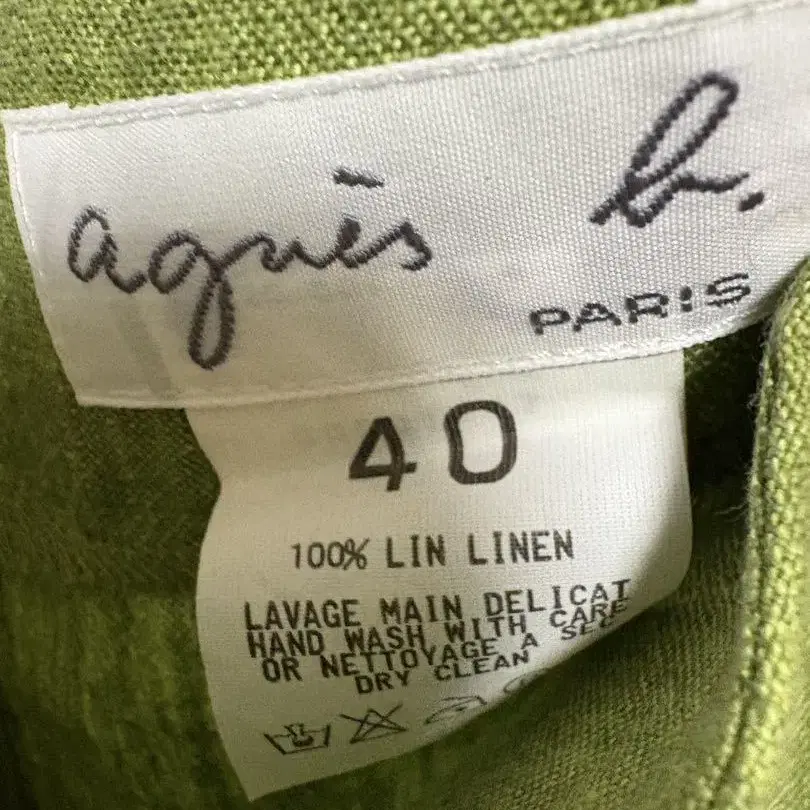 agnès b.
PARIS
40
100% LIN LINEN
LAVAGE MAIN DELICAT
HAND WASH WITH CARE
OR NETTOYAGE A SEC
DRY CLEAN